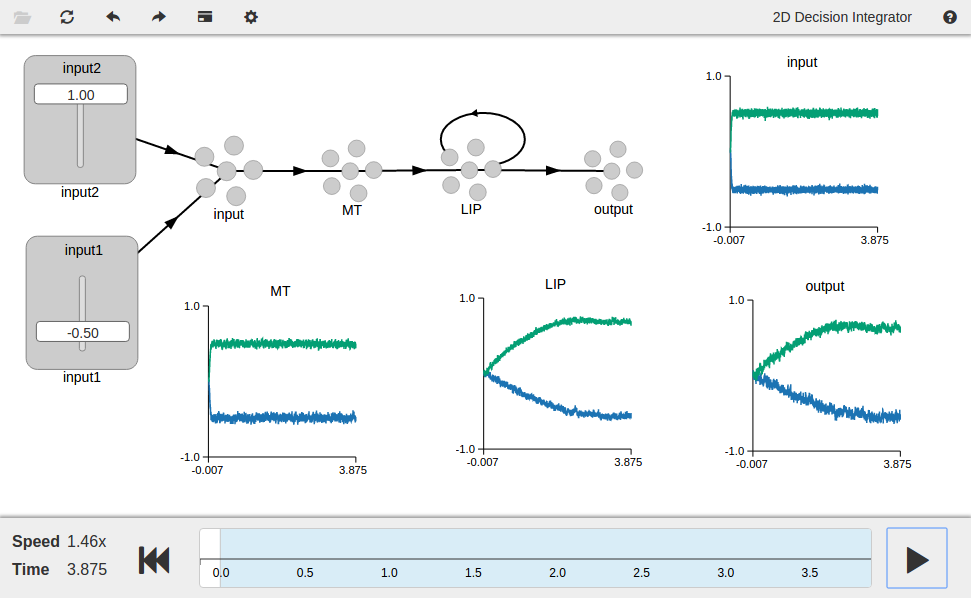 2D Decision Integrator
input2
1.00
input2
input1
-0.50
input1
input
MT
LIP
output
input
1.0
-1.0
-0.007
3.875
MT
1.0
-1.0
-0.007
3.875
LIP
1.0
-1.0
-0.007
3.875
output
1.0
-1.0
-0.007
3.875
Speed 1.46x
Time 3.875
0.0 0.5 1.0 1.5 2.0 2.5 3.0 3.5